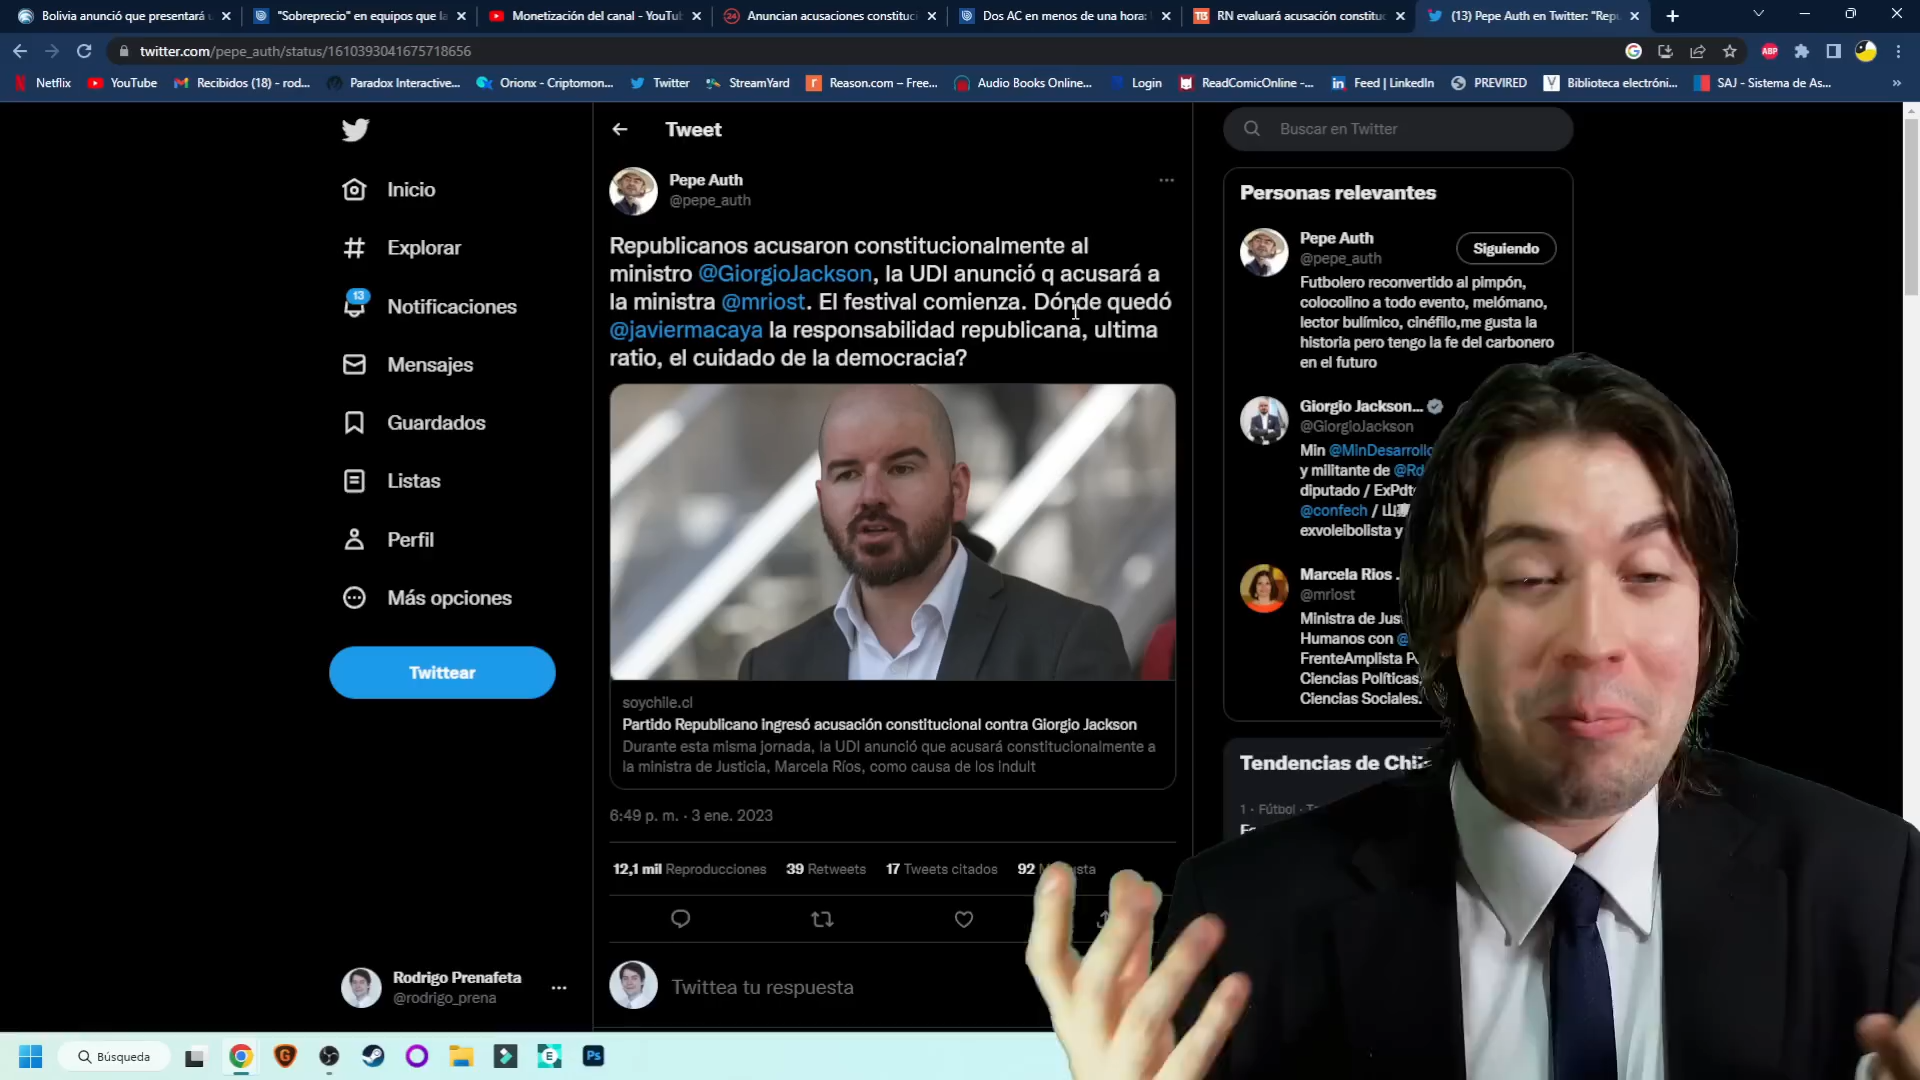 Bolivia anunció que presentará
"Sobreprecio" en equipos que la
Monetización del canal - YouTu
Anuncian acusaciones constituci
Dos AC en menos de una hora:
RN evaluará acusación constituc
(13) Pepe Auth en Twitter: "Repu
twitter.com/pepe_auth/status/1610393041675718656
Netflix
YouTube
Recibidos (18) - rod...
Paradox Interactive...
Orionx - Criptomon...
Twitter
StreamYard
Reason.com – Free...
Audio Books Online...
Login
ReadComicOnline -...
Feed | LinkedIn
PREVIRED
Biblioteca electróni...
SAJ - Sistema de As...
Inicio
Explorar
13
Notificaciones
Mensajes
Guardados
Listas
Perfil
Más opciones
Twittear
Rodrigo Prenafeta
@rodrigo_prena
Tweet
Pepe Auth
@pepe_auth
Republicanos acusaron constitucionalmente al
ministro @GiorgioJackson, la UDI anunció q acusará a
la ministra @mriost. El festival comienza. Dónde quedó
@javiermacaya la responsabilidad republicana, ultima
ratio, el cuidado de la democracia?
soychile.cl
Partido Republicano ingresó acusación constitucional contra Giorgio Jackson
Durante esta misma jornada, la UDI anunció que acusará constitucionalmente a
la ministra de Justicia, Marcela Ríos, como causa de los indult
6:49 p. m. · 3 ene. 2023
12,1 mil Reproducciones 39 Retweets 17 Tweets citados 92
Twittea tu respuesta
Buscar en Twitter
Personas relevantes
Pepe Auth
@pepe_auth
Siguiendo
Futbolero reconvertido al pimpón,
colocolino a todo evento, melómano,
lector bulímico, cinéfilo,me gusta la
historia pero tengo la fe del carbonero
en el futuro
Giorgio Jackson...
@GiorgioJackson
Min @MinDesarrollo
y militante de @Rd
diputado / ExPdte
@confech /
exvoleibolista y
Marcela Rios .
@mriost
Ministra de Jus
Humanos con @
FrenteAmplista
Ciencias Políticas,
Ciencias Sociales.
Tendencias de Chile
1 · Fútbol ·
Búsqueda